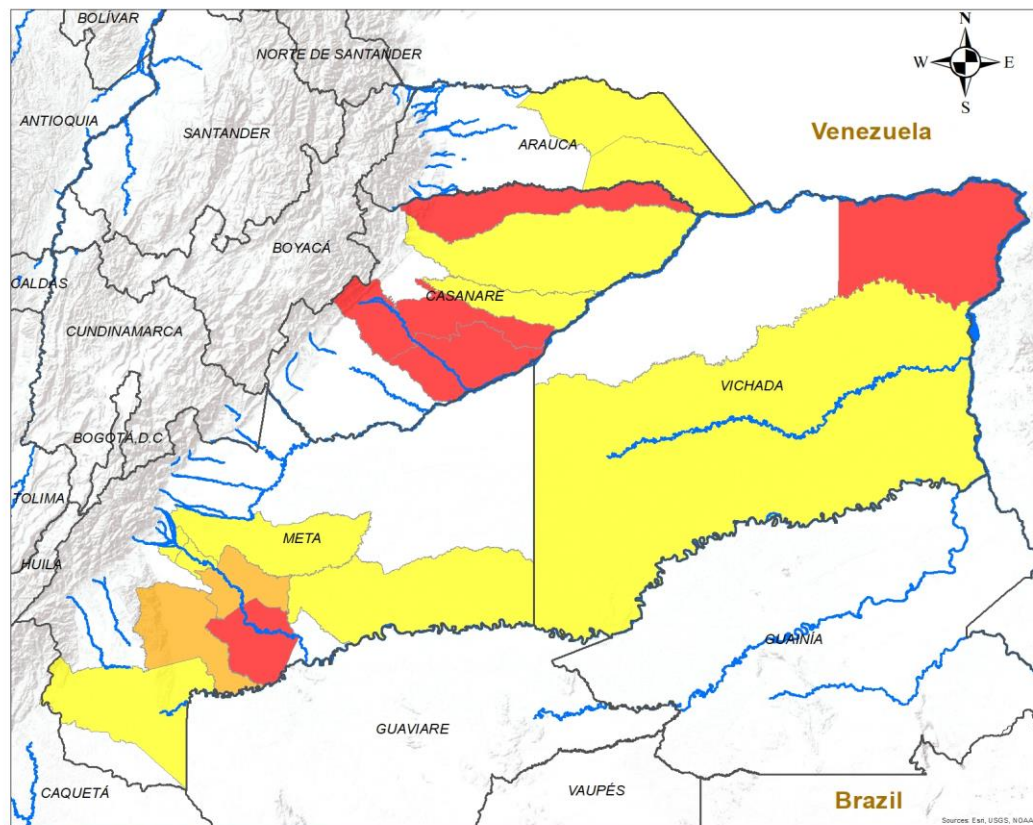 BOLÍVAR
N
NORTE DE SANTANDER
W E
S
ANTIOQUIA
SANTANDER
ARAUCA
Venezuela
BOYACÁ
CALDAS
CASANARE
CUNDINAMARCA
VICHADA
BOGOTÁ,D.C
TOLIMA
META
HUILA
GUAINÍA
GUAVIARE
CAQUETÁ
VAUPÉS
Brazil
Sources: Esri, USGS, NOAA